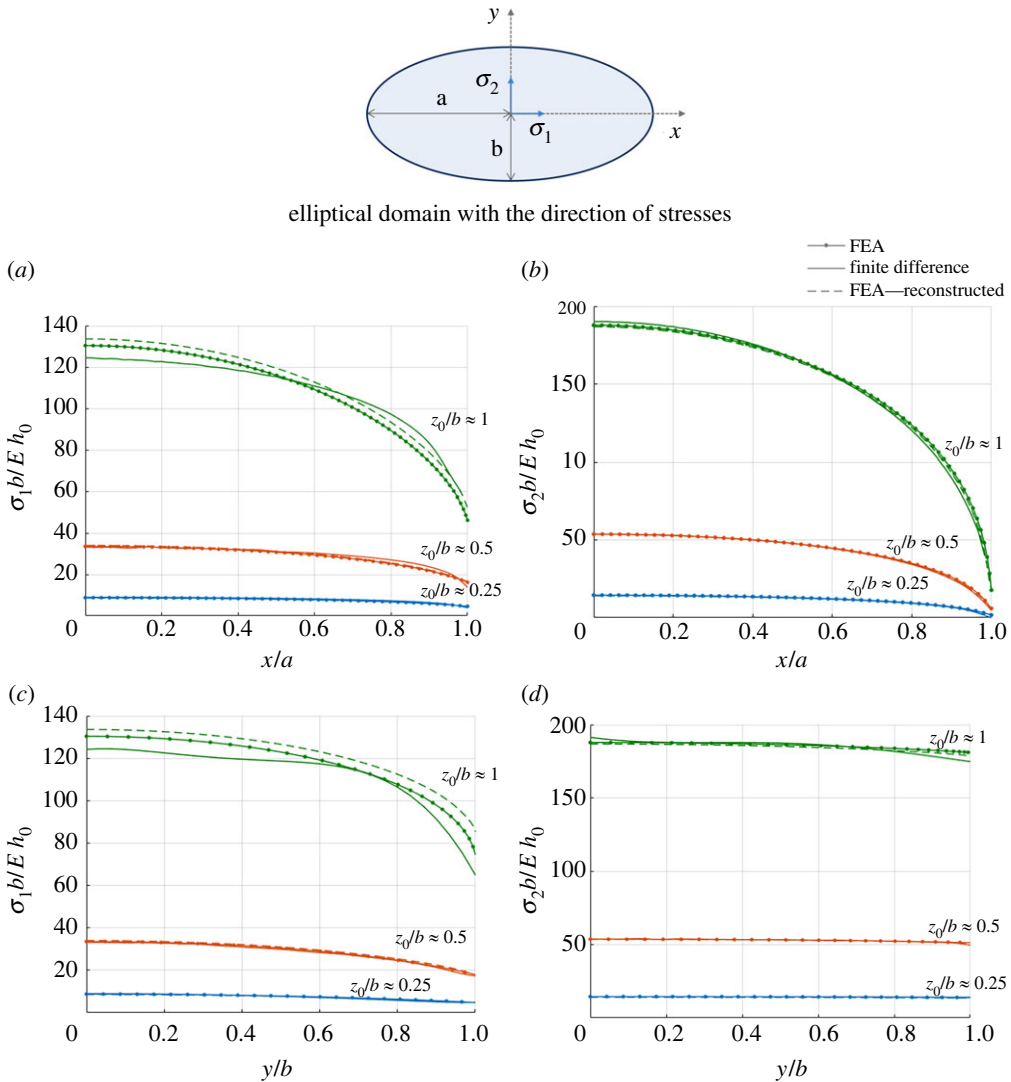 y
σ2
a
σ1
x
b
elliptical domain with the direction of stresses
FEA
finite difference
FEA—reconstructed
(a)
140
120
100
80
60
40
20
0
0.2
0.4
0.6
0.8
1.0
σ1b/E h0
x/a
z0/b ≈ 1
z0/b ≈ 0.5
z0/b ≈ 0.25
(b)
200
150
10
50
0
0.2
0.4
0.6
0.8
1.0
σ2b/E h0
x/a
z0/b ≈ 1
z0/b ≈ 0.5
z0/b ≈ 0.25
(c)
140
120
100
80
60
40
20
0
0.2
0.4
0.6
0.8
1.0
σ1b/E h0
y/b
z0/b ≈ 1
z0/b ≈ 0.5
z0/b ≈ 0.25
(d)
200
150
100
50
0
0.2
0.4
0.6
0.8
1.0
σ2b/E h0
y/b
z0/b ≈ 1
z0/b ≈ 0.5
z0/b ≈ 0.25